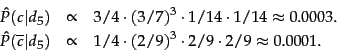 P̂(c|d₅) ∝ 3/4 · (3/7)³ · 1/14 · 1/14 ≈ 0.0003.
P̂(c̅|d₅) ∝ 1/4 · (2/9)³ · 2/9 · 2/9 ≈ 0.0001.